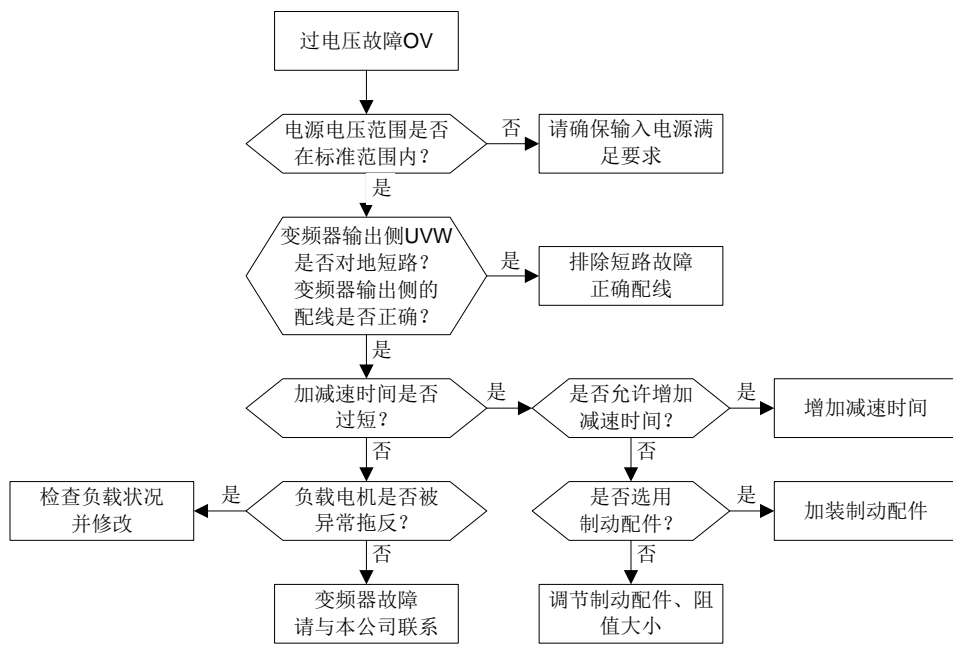 过电压故障OV
电源电压范围是否
在标准范围内？
否
请确保输入电源满
足要求
是
变频器输出侧UVW
是否对地短路？
变频器输出侧的
配线是否正确？
是
排除短路故障
正确配线
是
加减速时间是否
过短？
是
是否允许增加
减速时间？
是
增加减速时间
否
否
检查负载状况
并修改
是
负载电机是否被
异常拖反？
是否选用
制动配件？
是
加装制动配件
否
否
变频器故障
请与本公司联系
调节制动配件、阻
值大小